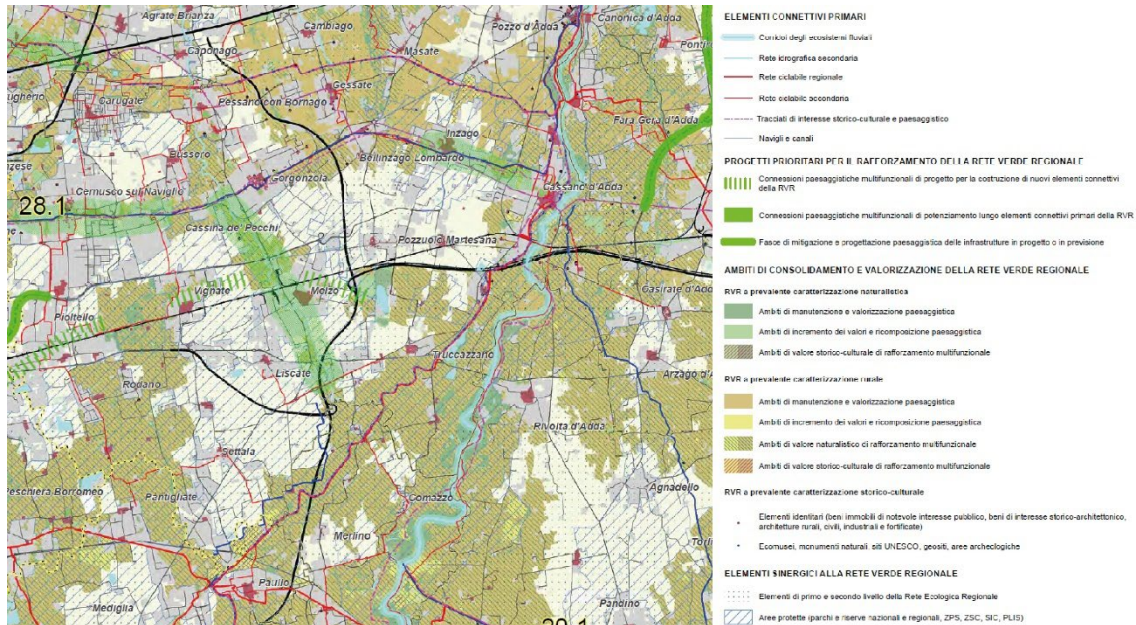 Agrate Brianza
Cambiago
Pozzo d'Adda
Canonica d'Adda
Caponago
Masate
Ponti
Gessate
ugherio
Carugate
Pessano con Bornago
Fara Gera d'Adda
Inzago
Bussero
Bellinzago Lombardo
nzese
Gorgonzola
Cernusco sul Naviglio
Cassano d'Adda
28.1
ne
Cassina de' Pecchi
Pozzuolo Martesana
Vignate
Melzo
Casirate d'Add
Pioltello
Truccazzano
Liscate
Rodano
Arzago d'A
Rivolta d'Adda
Settala
Peschiera Borromeo
Pantigliate
Agnadello
Comazzo
Merlino
Torl
Paullo
Mediglia
Pandino
20.1
ELEMENTI CONNETTIVI PRIMARI
Corridoi degli ecosistemi fluviali
Rete idrografica secondaria
Rete ciclabile regionale
Rete ciclabile secondaria
Tracciati di interesse storico-culturale e paesaggistico
Navigli e canali
PROGETTI PRIORITARI PER IL RAFFORZAMENTO DELLA RETE VERDE REGIONALE
Connessioni paesaggistiche multifunzionali di progetto per la costruzione di nuovi elementi connettivi
della RVR
Connessioni paesaggistiche multifunzionali di potenziamento lungo elementi connettivi primari della RVR
Fasce di mitigazione e progettazione paesaggistica delle infrastrutture in progetto o in previsione
AMBITI DI CONSOLIDAMENTO E VALORIZZAZIONE DELLA RETE VERDE REGIONALE
RVR a prevalente caratterizzazione naturalistica
Ambiti di manutenzione e valorizzazione paesaggistica
Ambiti di incremento dei valori e ricomposizione paesaggistica
Ambiti di valore storico-culturale di rafforzamento multifunzionale
RVR a prevalente caratterizzazione rurale
Ambiti di manutenzione e valorizzazione paesaggistica
Ambiti di incremento dei valori e ricomposizione paesaggistica
Ambiti di valore naturalistico di rafforzamento multifunzionale
Ambiti di valore storico-culturale di rafforzamento multifunzionale
RVR a prevalente caratterizzazione storico-culturale
Elementi identitari (beni immobili di notevole interesse pubblico, beni di interesse storico-architettonico,
architetture rurali, civili, industriali e fortificate)
Ecomusei, monumenti naturali, siti UNESCO, geositi, aree archeologiche
ELEMENTI SINERGICI ALLA RETE VERDE REGIONALE
Elementi di primo e secondo livello della Rete Ecologica Regionale
Aree protette (parchi e riserve nazionali e regionali, ZPS, ZSC, SIC, PLIS)